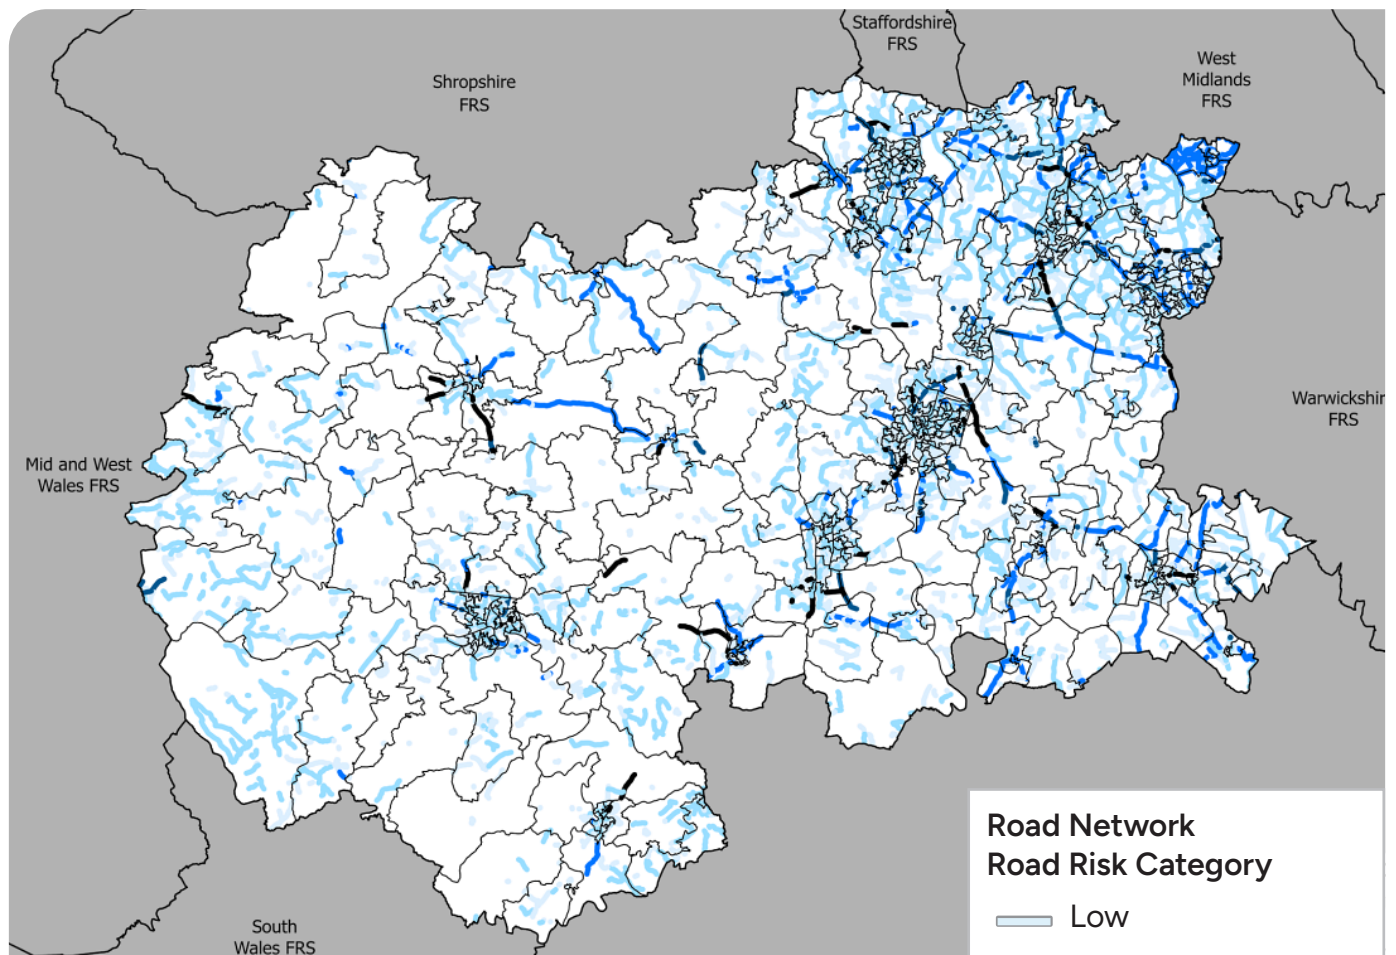 Staffordshire
FRS
West
Midlands
FRS
Shropshire
FRS
Warwickshir
FRS
Mid and West
Wales FRS
South
Wales FRS
Road Network
Road Risk Category
Low